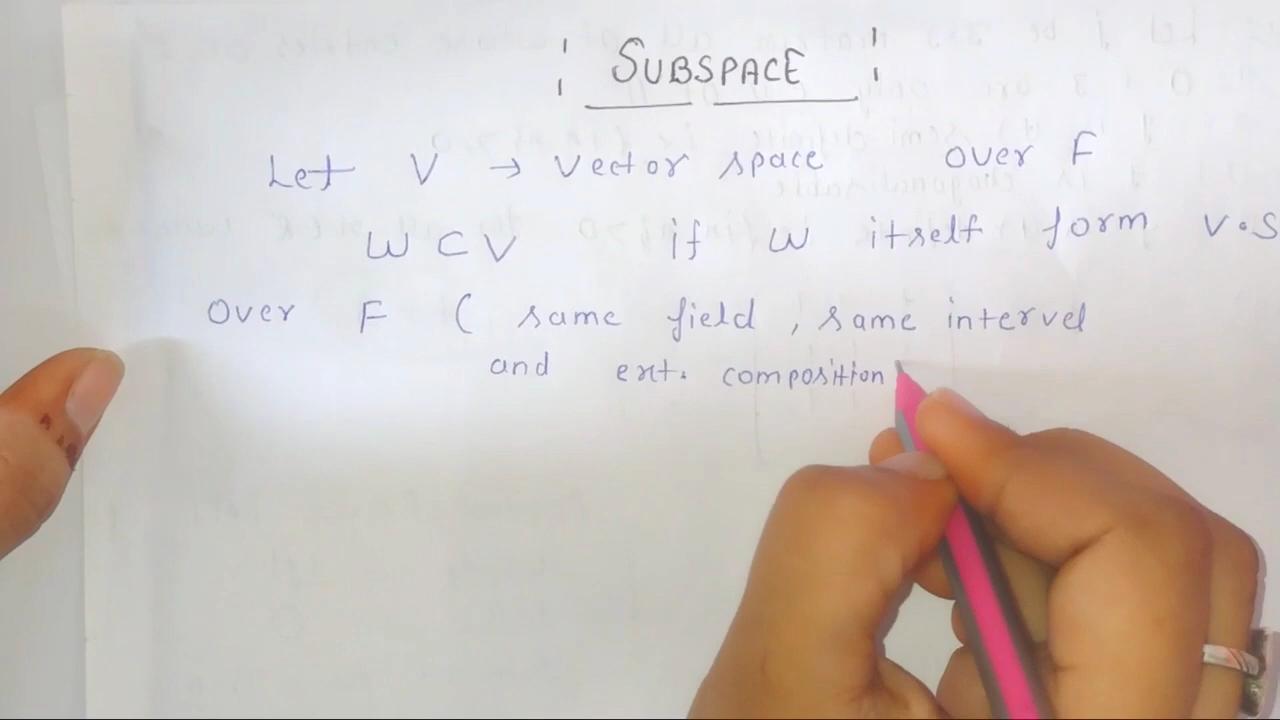 SUBSPACE
Let V → Vector space over F
W ⊂ V if W itself form V.S
Over F ( same field , same intervel
and ext. composition